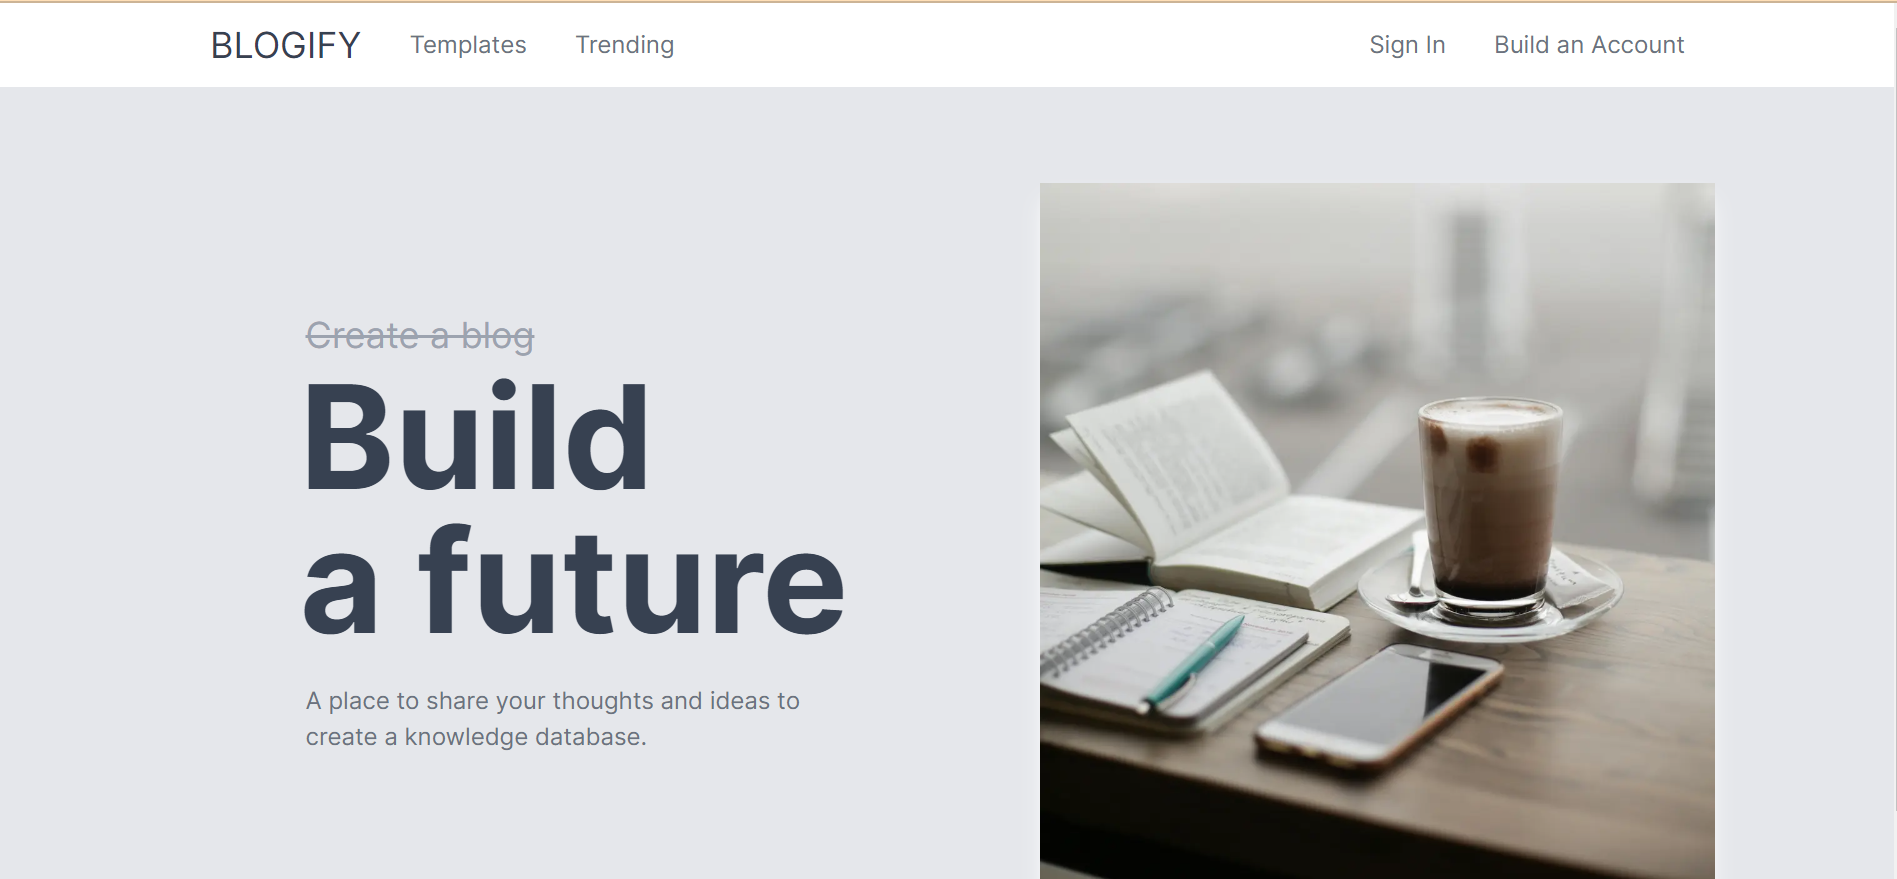 BLOGIFY Templates Trending Sign In Build an Account
Create a blog
Build
a future
A place to share your thoughts and ideas to
create a knowledge database.